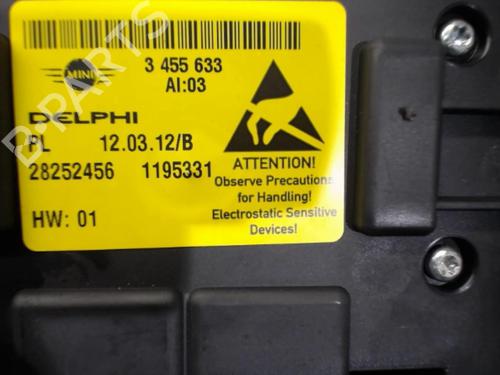 B-PARTS
MINI
3 455 633
AI:03
DELPHI
PL 12.03.12/B
28252456 1195331
HW: 01
ATTENTION!
Observe Precautions
for Handling!
Electrostatic Sensitive
Devices!